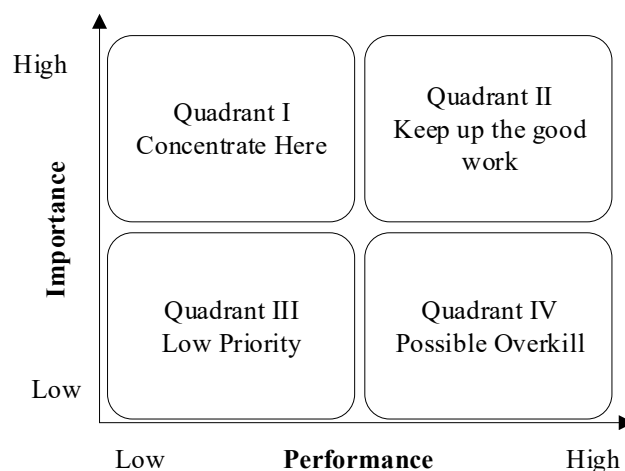 High
Quadrant I
Concentrate Here
Quadrant II
Keep up the good
work
Importance
Quadrant III
Low Priority
Quadrant IV
Possible Overkill
Low
Low
Performance
High